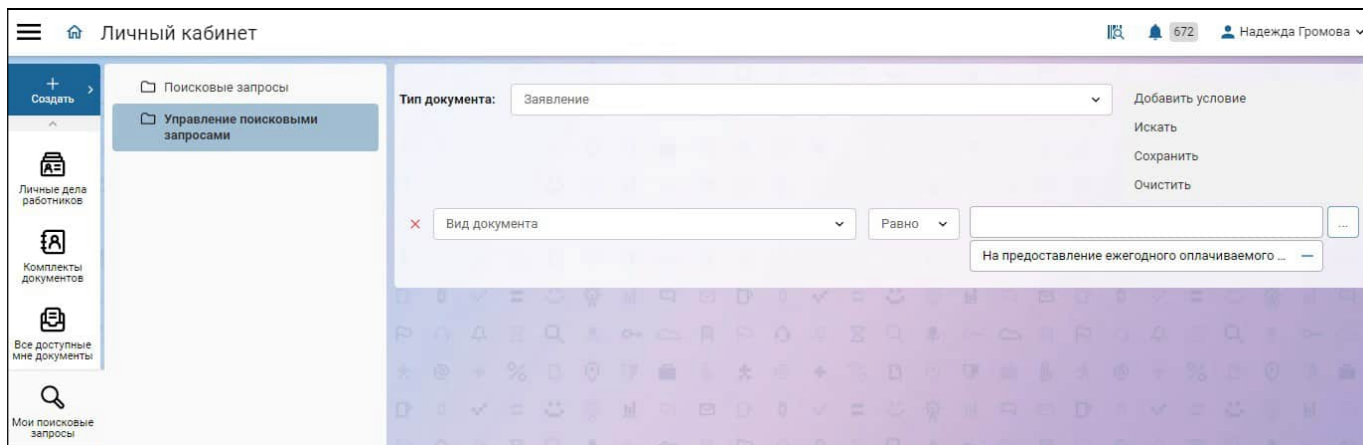 Личный кабинет
672
Надежда Громова
Создать
Поисковые запросы
Управление поисковыми
запросами
Тип документа:
Заявление
Добавить условие
Искать
Сохранить
Очистить
Личные дела
работников
Вид документа
Равно
...
На предоставление ежегодного оплачиваемого ...
Комплекты
документов
Все доступные
мне документы
Мои поисковые
запросы